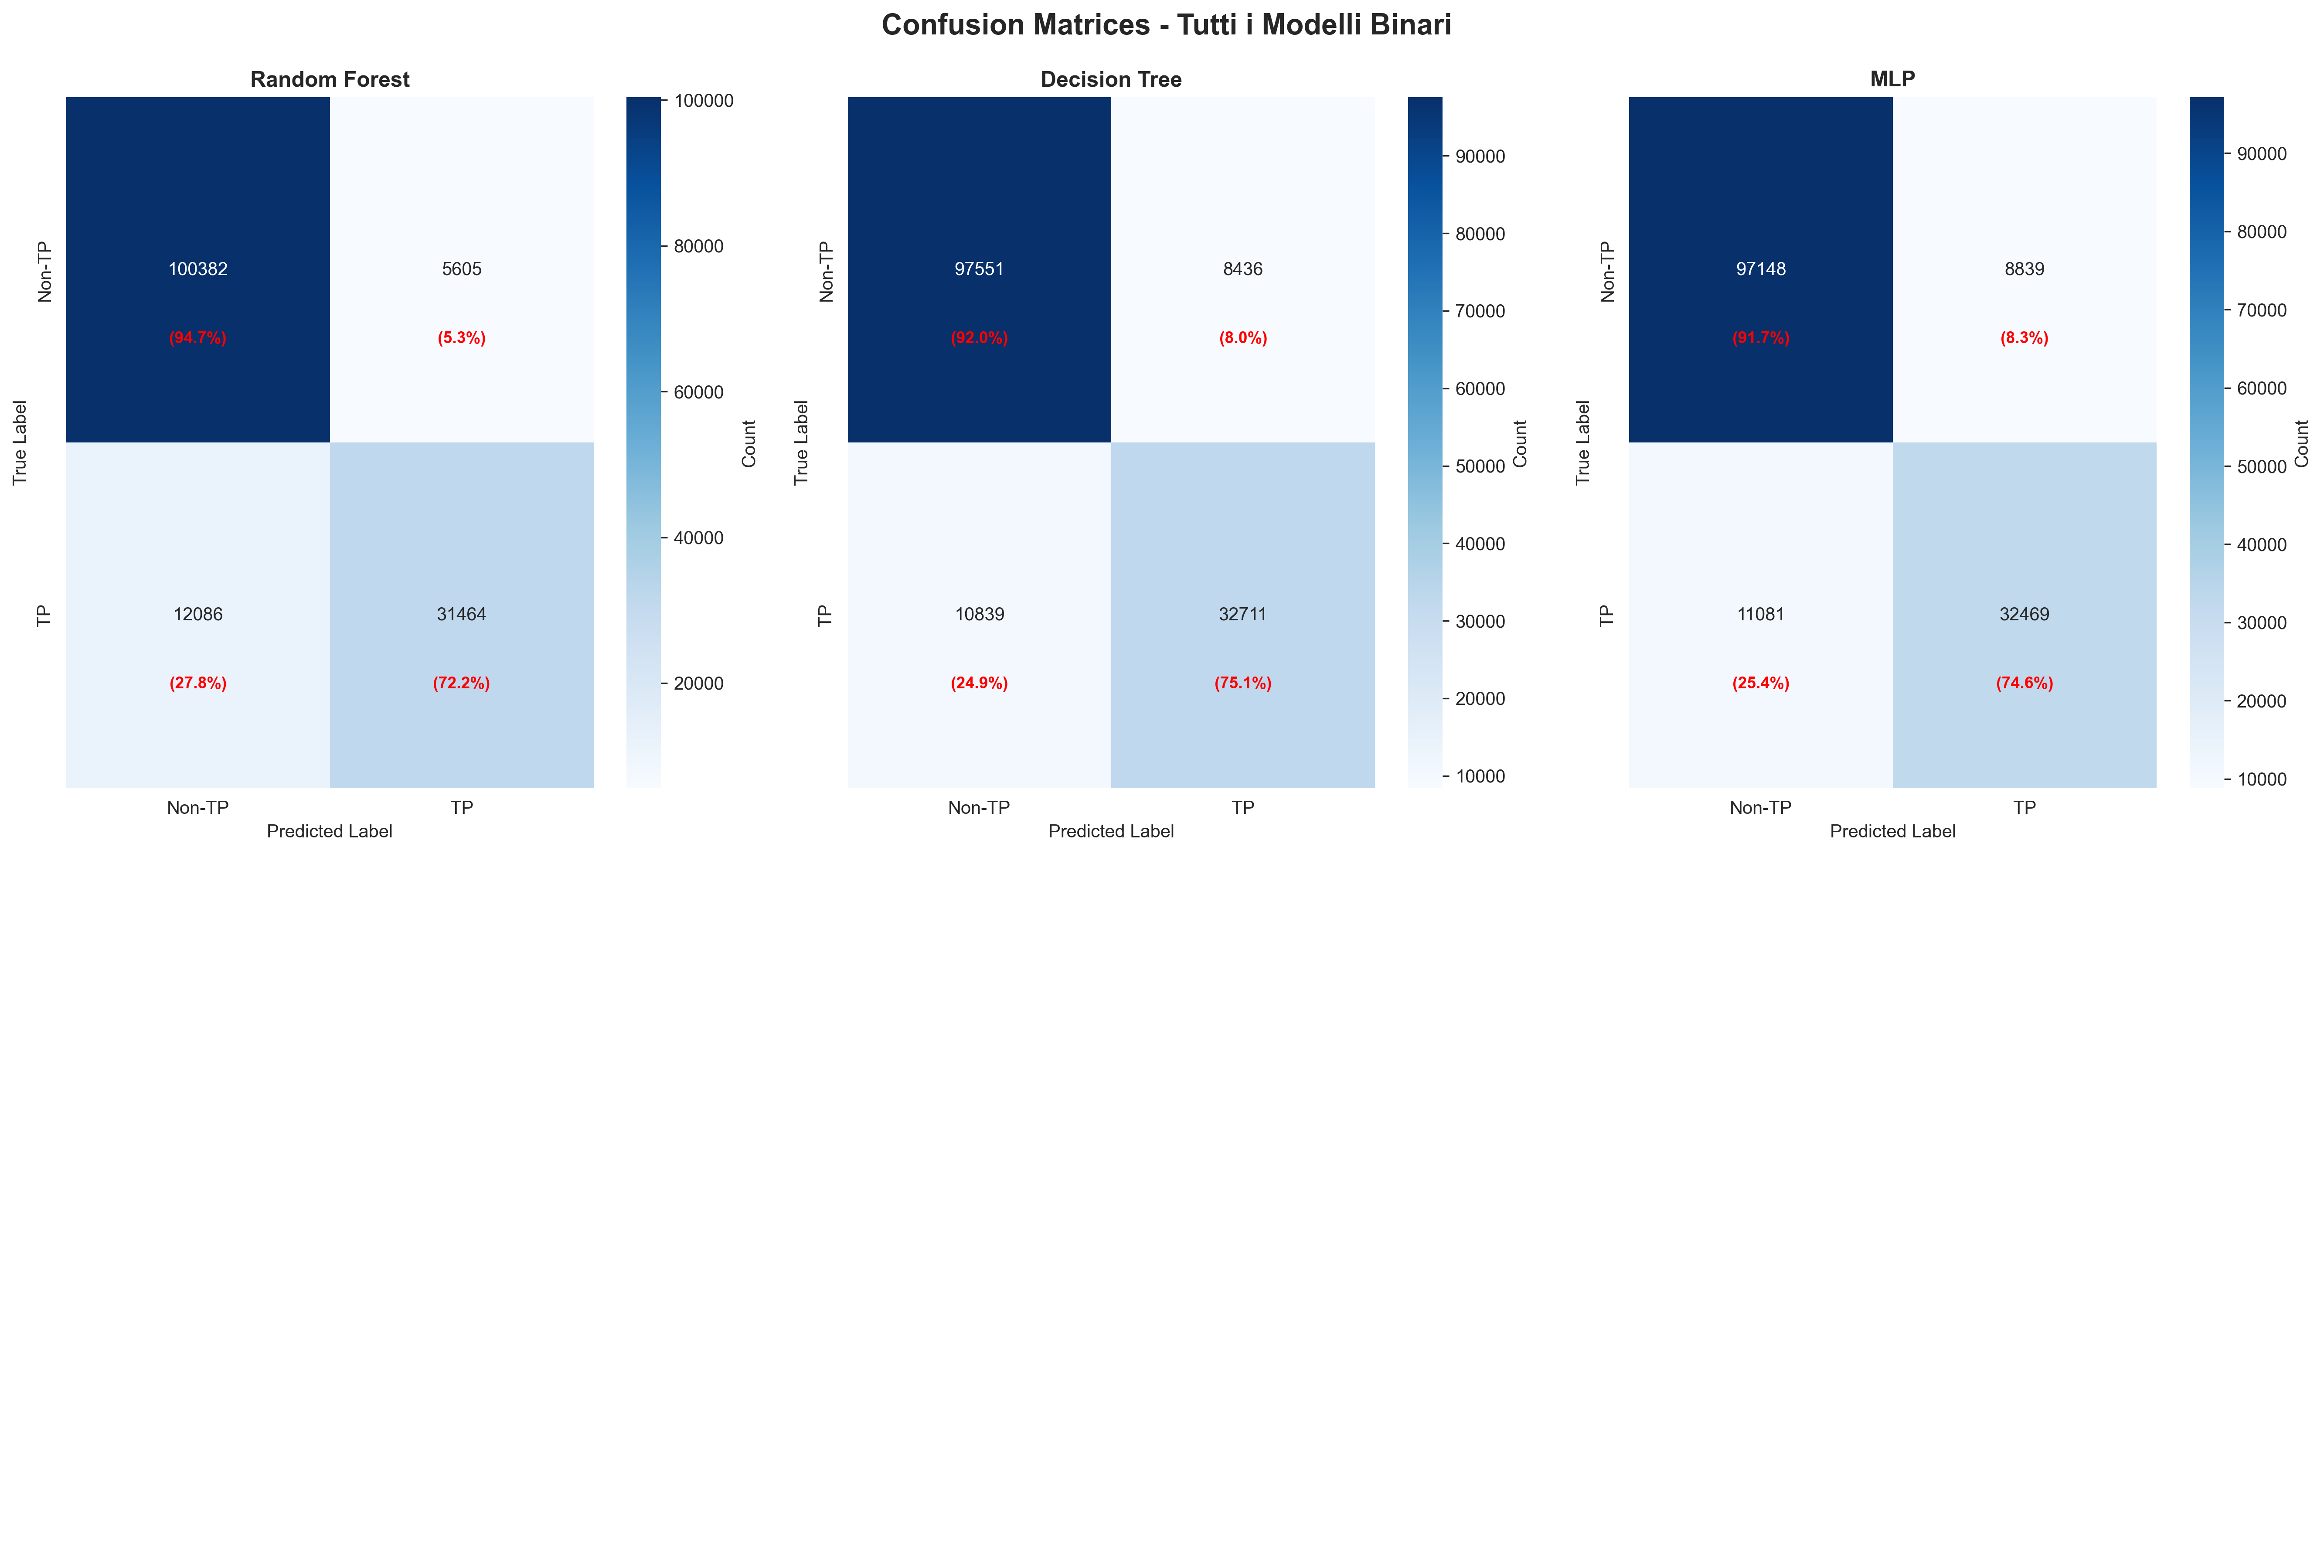 Confusion Matrices - Tutti i Modelli Binari
Random Forest
True Label
Non-TP
TP
100382
(94.7%)
5605
(5.3%)
12086
(27.8%)
31464
(72.2%)
Non-TP
TP
Predicted Label
100000
80000
60000
40000
20000
Count
Decision Tree
True Label
Non-TP
TP
97551
(92.0%)
8436
(8.0%)
10839
(24.9%)
32711
(75.1%)
Non-TP
TP
Predicted Label
90000
80000
70000
60000
50000
40000
30000
20000
10000
Count
MLP
True Label
Non-TP
TP
97148
(91.7%)
8839
(8.3%)
11081
(25.4%)
32469
(74.6%)
Non-TP
TP
Predicted Label
90000
80000
70000
60000
50000
40000
30000
20000
10000
Count